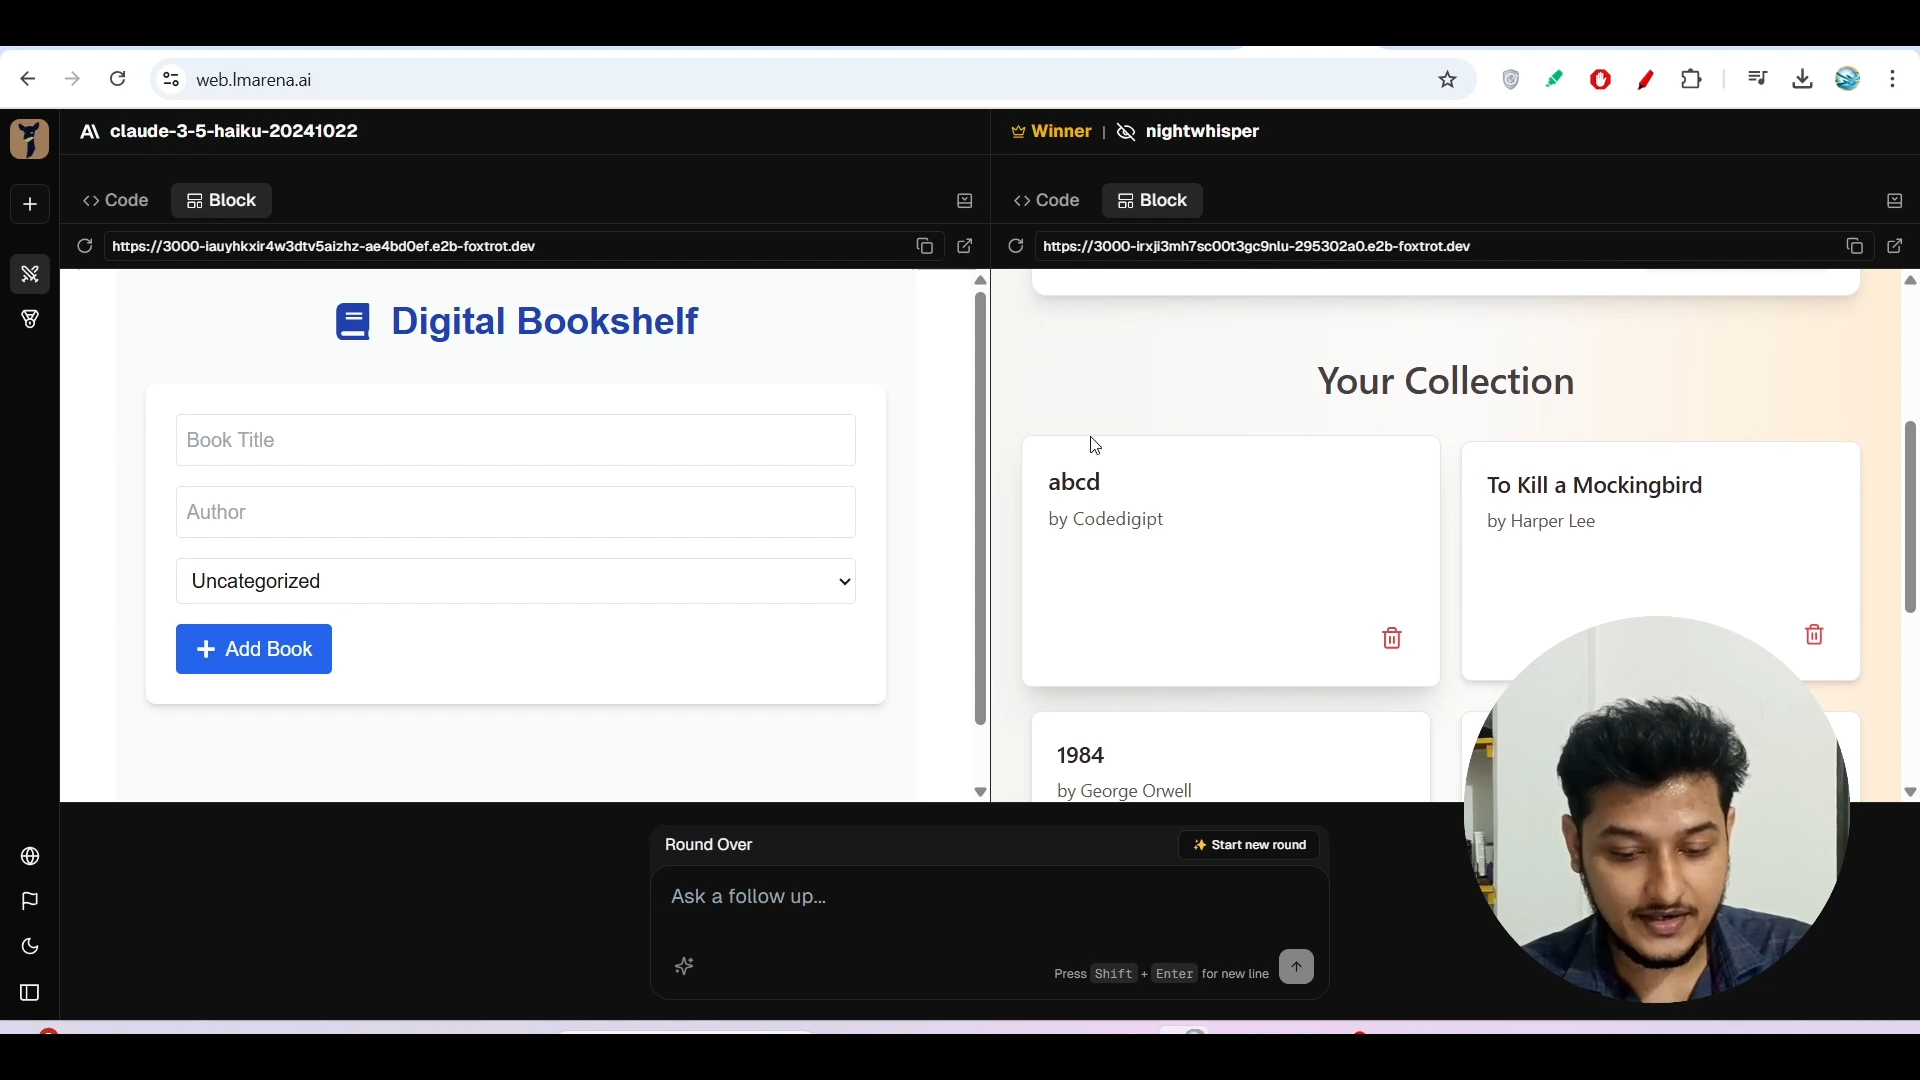 web.lmarena.ai
claude-3-5-haiku-20241022
Winner | nightwhisper
Code
Block
Code
Block
https://3000-iauyhkxir4w3dtv5aizhz-ae4bd0ef.e2b-foxtrot.dev
https://3000-irxji3mh7sc00t3gc9nlu-295302a0.e2b-foxtrot.dev
Digital Bookshelf
Book Title
Author
Uncategorized
Add Book
Your Collection
abcd
by Codedigipt
To Kill a Mockingbird
by Harper Lee
1984
by George Orwell
Round Over
Start new round
Ask a follow up...
Press Shift + Enter for new line